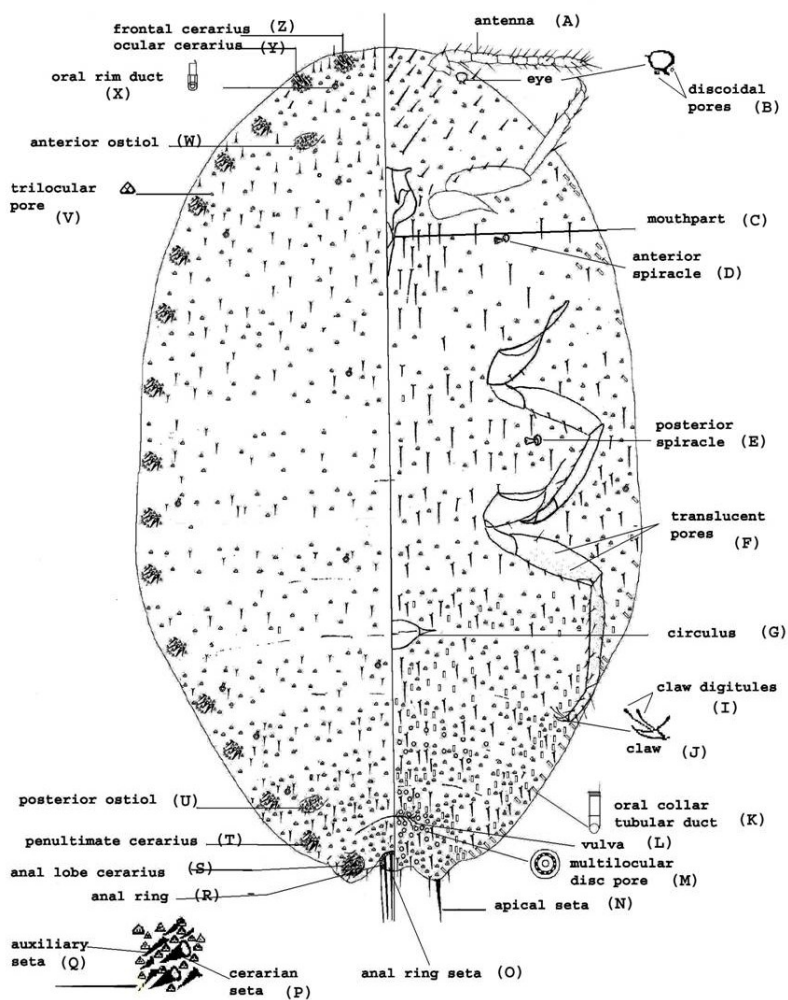 frontal cerarius (Z)
ocular cerarius (Y)
oral rim duct
(X)
anterior ostiol (W)
trilocular
pore
(V)
antenna (A)
eye
discoidal
pores (B)
mouthpart (C)
anterior
spiracle (D)
posterior
spiracle (E)
translucent
pores
(F)
circulus (G)
claw digitules
(I)
claw (J)
oral collar
tubular duct (K)
vulva (L)
multilocular
disc pore (M)
apical seta (N)
posterior ostiol (U)
penultimate cerarius (T)
anal lobe cerarius (S)
anal ring (R)
auxiliary
seta (Q)
cerarian
seta (P)
anal ring seta (O)